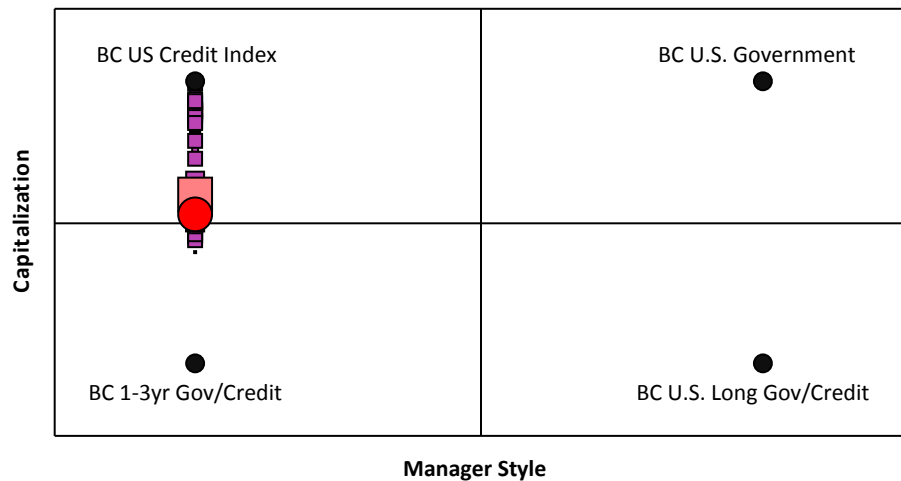 BC US Credit Index
BC U.S. Government
Capitalization
BC 1-3yr Gov/Credit
BC U.S. Long Gov/Credit
Manager Style